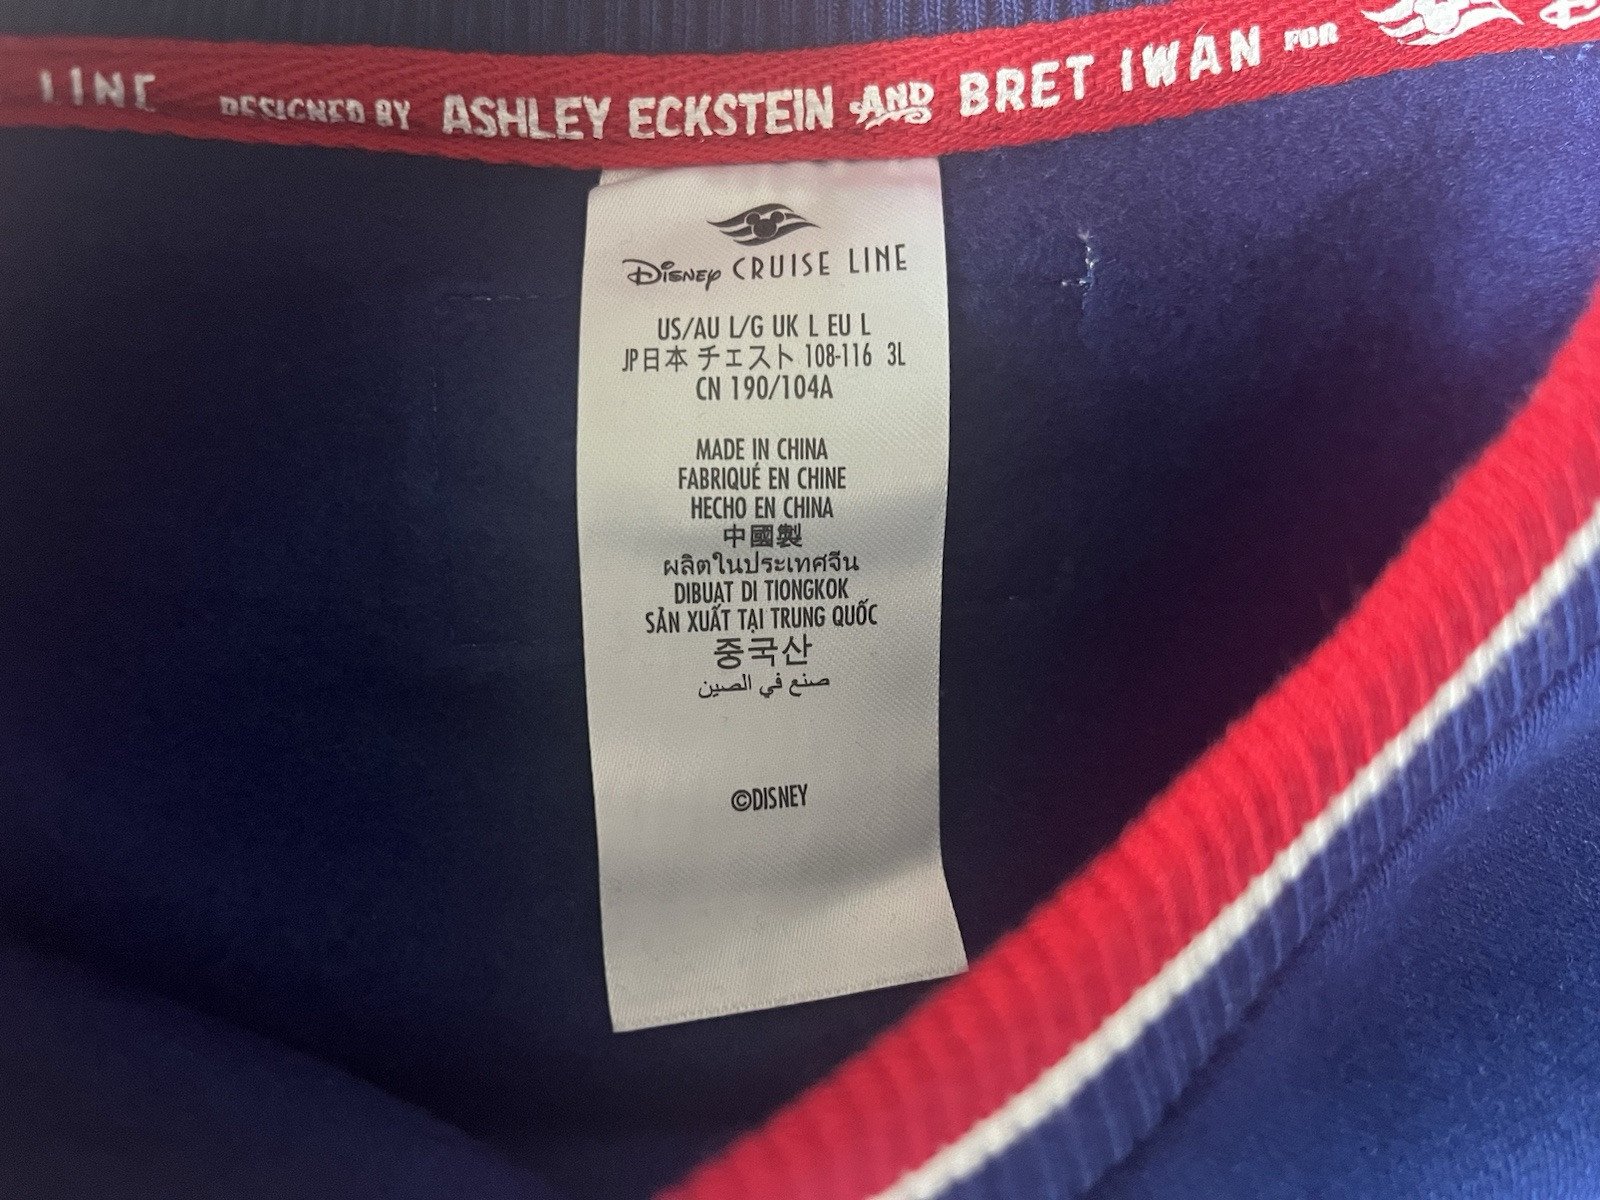 LINE DESIGNED BY ASHLEY ECKSTEIN AND BRET IWAN FOR
Disney CRUISE LINE
US/AU L/G UK L EU L
JP日本 チェスト 108-116 3L
CN 190/104A
MADE IN CHINA
FABRIQUÉ EN CHINE
HECHO EN CHINA
中國製
ผลิตในประเทศจีน
DIBUAT DI TIONGKOK
SẢN XUẤT TẠI TRUNG QUỐC
중국산
صنع في الصين
©DISNEY